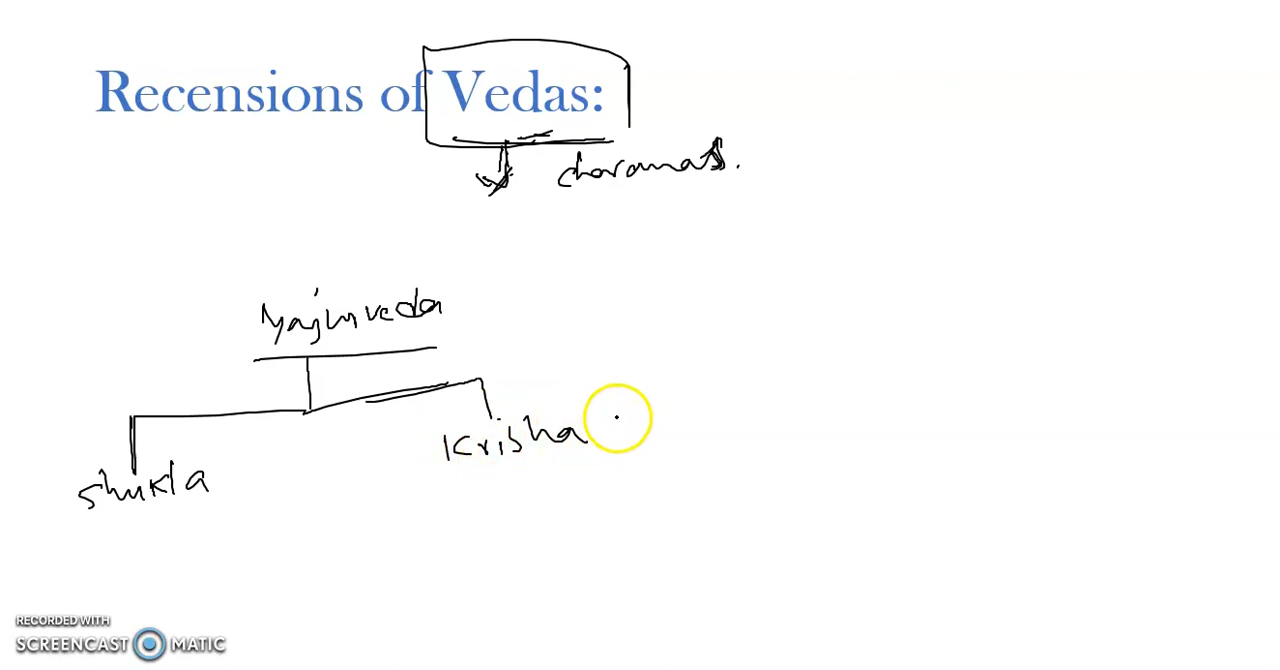 Recensions of Vedas:
charanas.
Yajurveda
Krisha
Shukla
RECORDED WITH
SCREENCAST MATIC